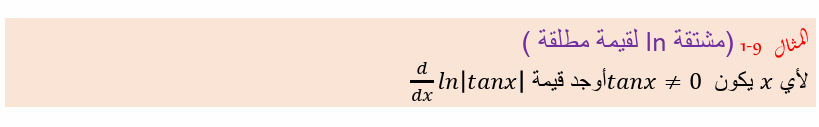 المثال 9-1 (مشتقة ln لقيمة مطلقة )
لأي x يكون tanx ≠ 0 أوجد قيمة d/dx ln|tanx|